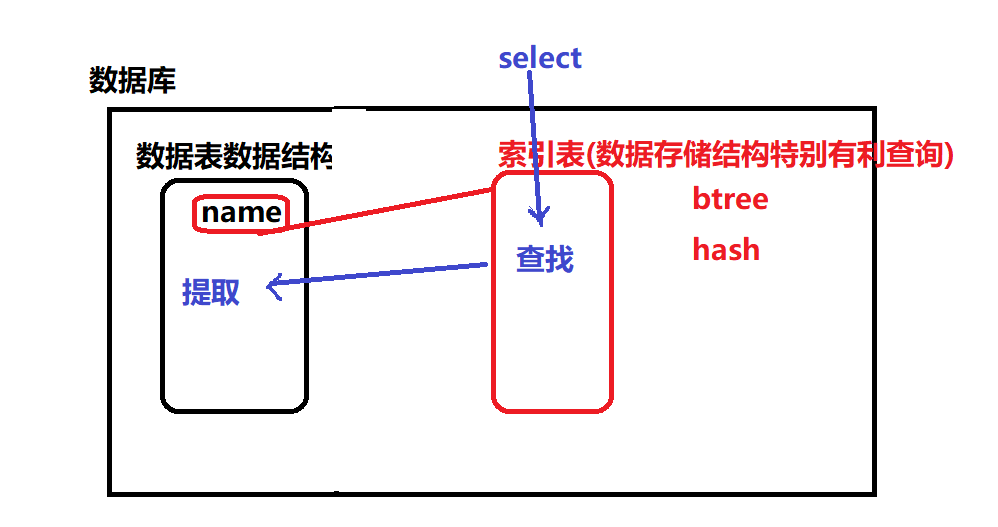 select
数据库
数据表数据结构
索引表(数据存储结构特别有利查询)
name
btree
hash
查找
提取